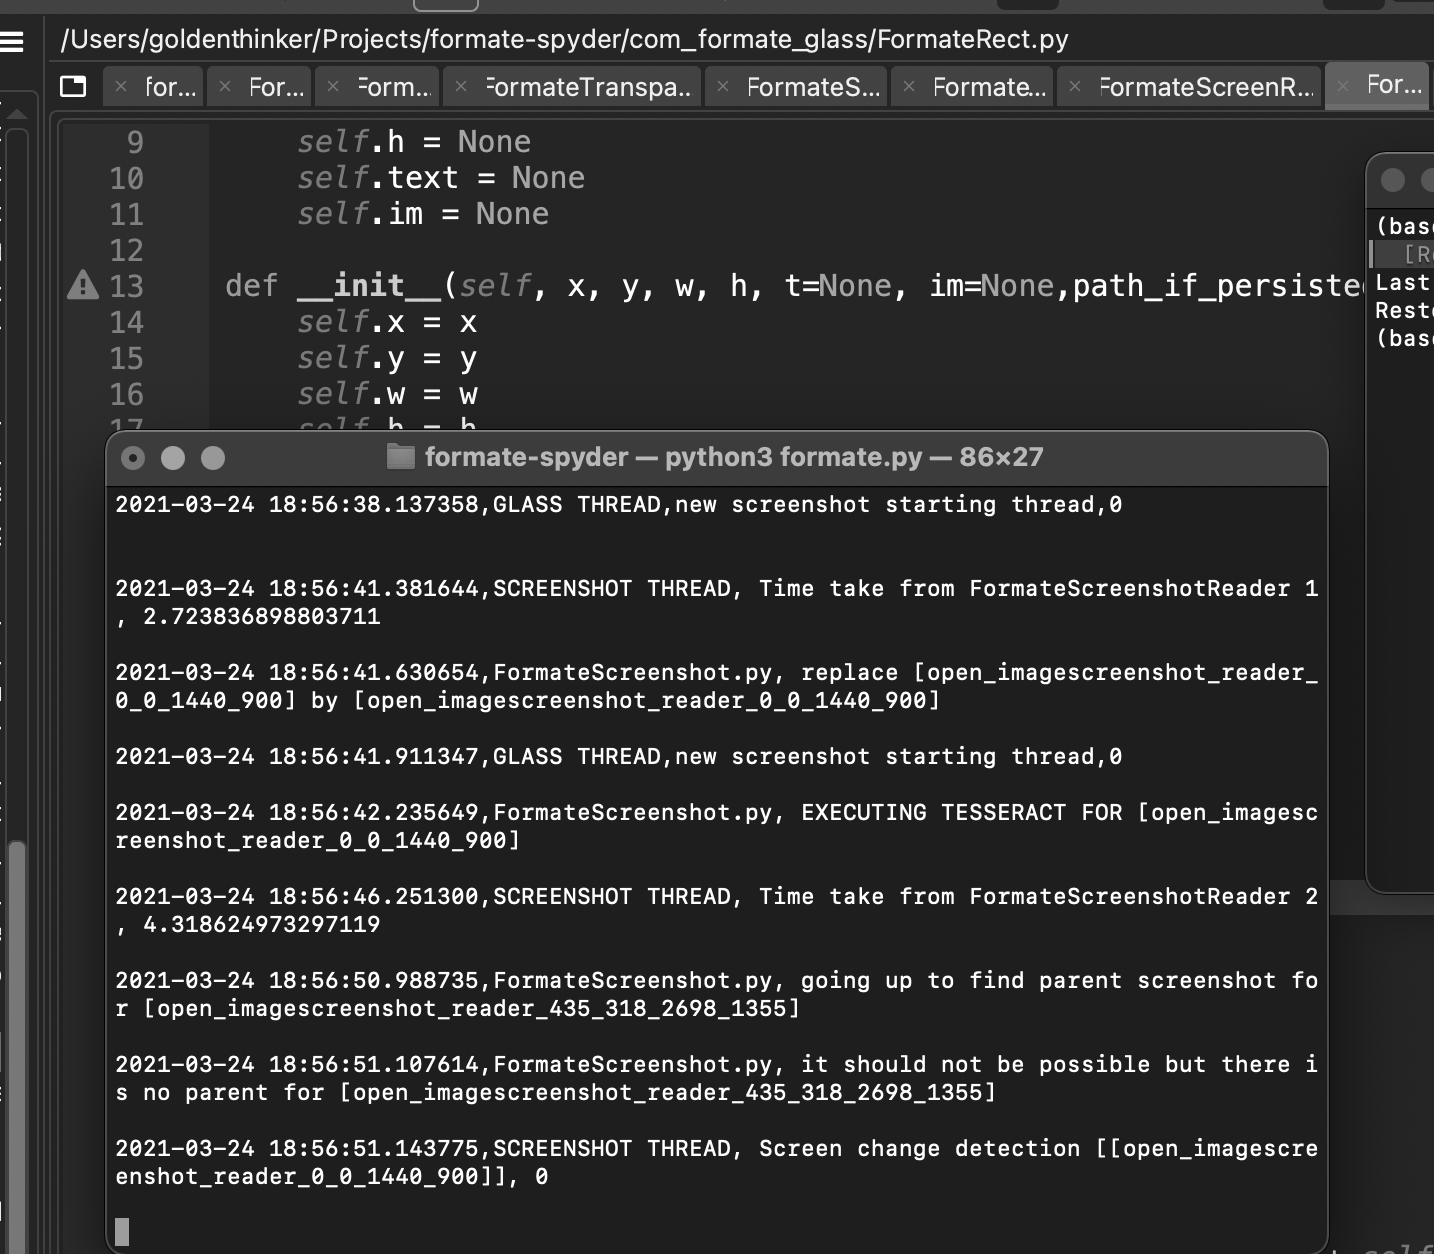 /Users/goldenthinker/Projects/formate-spyder/com_formate_glass/FormateRect.py
for... For... Form... FormateTranspa.. FormateS... Formate... FormateScreenR... For...
9 self.h = None
10 self.text = None
11 self.im = None
12
13 def __init__(self, x, y, w, h, t=None, im=None,path_if_persiste
14 self.x = x
15 self.y = y
16 self.w = w
17 self.h = h
(bas
[R
Last
Rest
(bas
formate-spyder — python3 formate.py — 86×27
2021-03-24 18:56:38.137358,GLASS THREAD,new screenshot starting thread,0
2021-03-24 18:56:41.381644,SCREENSHOT THREAD, Time take from FormateScreenshotReader 1
, 2.723836898803711
2021-03-24 18:56:41.630654,FormateScreenshot.py, replace [open_imagescreenshot_reader_
0_0_1440_900] by [open_imagescreenshot_reader_0_0_1440_900]
2021-03-24 18:56:41.911347,GLASS THREAD,new screenshot starting thread,0
2021-03-24 18:56:42.235649,FormateScreenshot.py, EXECUTING TESSERACT FOR [open_imagesc
reenshot_reader_0_0_1440_900]
2021-03-24 18:56:46.251300,SCREENSHOT THREAD, Time take from FormateScreenshotReader 2
, 4.318624973297119
2021-03-24 18:56:50.988735,FormateScreenshot.py, going up to find parent screenshot fo
r [open_imagescreenshot_reader_435_318_2698_1355]
2021-03-24 18:56:51.107614,FormateScreenshot.py, it should not be possible but there i
s no parent for [open_imagescreenshot_reader_435_318_2698_1355]
2021-03-24 18:56:51.143775,SCREENSHOT THREAD, Screen change detection [[open_imagescre
enshot_reader_0_0_1440_900]], 0